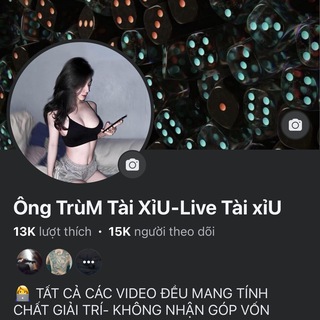 Ông TrùM Tài XỉU-Live Tài xỉU
13K lượt thích • 15K người theo dõi
TẤT CẢ CÁC VIDEO ĐỀU MANG TÍNH
CHẤT GIẢI TRÍ- KHÔNG NHẬN GÓP VỐN